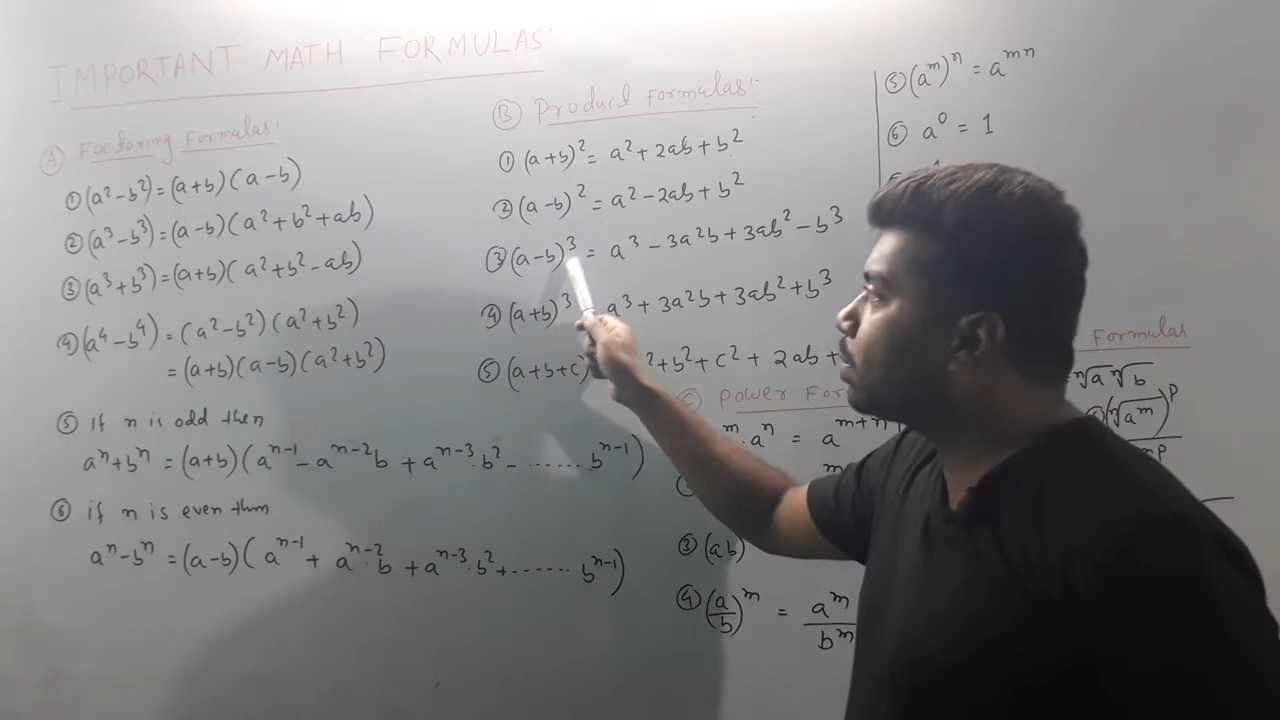 IMPORTANT MATH FORMULAS:
Ⓐ Factoring Formulas:
① (a²-b²) = (a+b)(a-b)
② (a³-b³) = (a-b)(a²+b²+ab)
③ (a³+b³) = (a+b)(a²+b²-ab)
④ (a⁴-b⁴) = (a²-b²)(a²+b²)
= (a+b)(a-b)(a²+b²)
⑤ If n is odd then
aⁿ+bⁿ = (a+b)(aⁿ⁻¹ - aⁿ⁻²b + aⁿ⁻³.b² - ...... bⁿ⁻¹)
⑥ if n is even then
aⁿ-bⁿ = (a-b)(aⁿ⁻¹ + aⁿ⁻².b + aⁿ⁻³.b² + ...... bⁿ⁻¹)
Ⓑ Product Formulas:
① (a+b)² = a²+2ab+b²
② (a-b)² = a²-2ab+b²
③ (a-b)³ = a³-3a²b+3ab²-b³
④ (a+b)³ = a³+3a²b+3ab²+b³
⑤ (a+b+c) ²+b²+c²+2ab+
Ⓒ Power For
ᵐ.aⁿ = aᵐ⁺ⁿ
③ (ab)
④ (a/b)ᵐ = aᵐ/bᵐ
⑤ (aᵐ)ⁿ = aᵐⁿ
⑥ a⁰ = 1
Formulas
= ⁿ√a ⁿ√b
(ⁿ√aᵐ)ᵖ